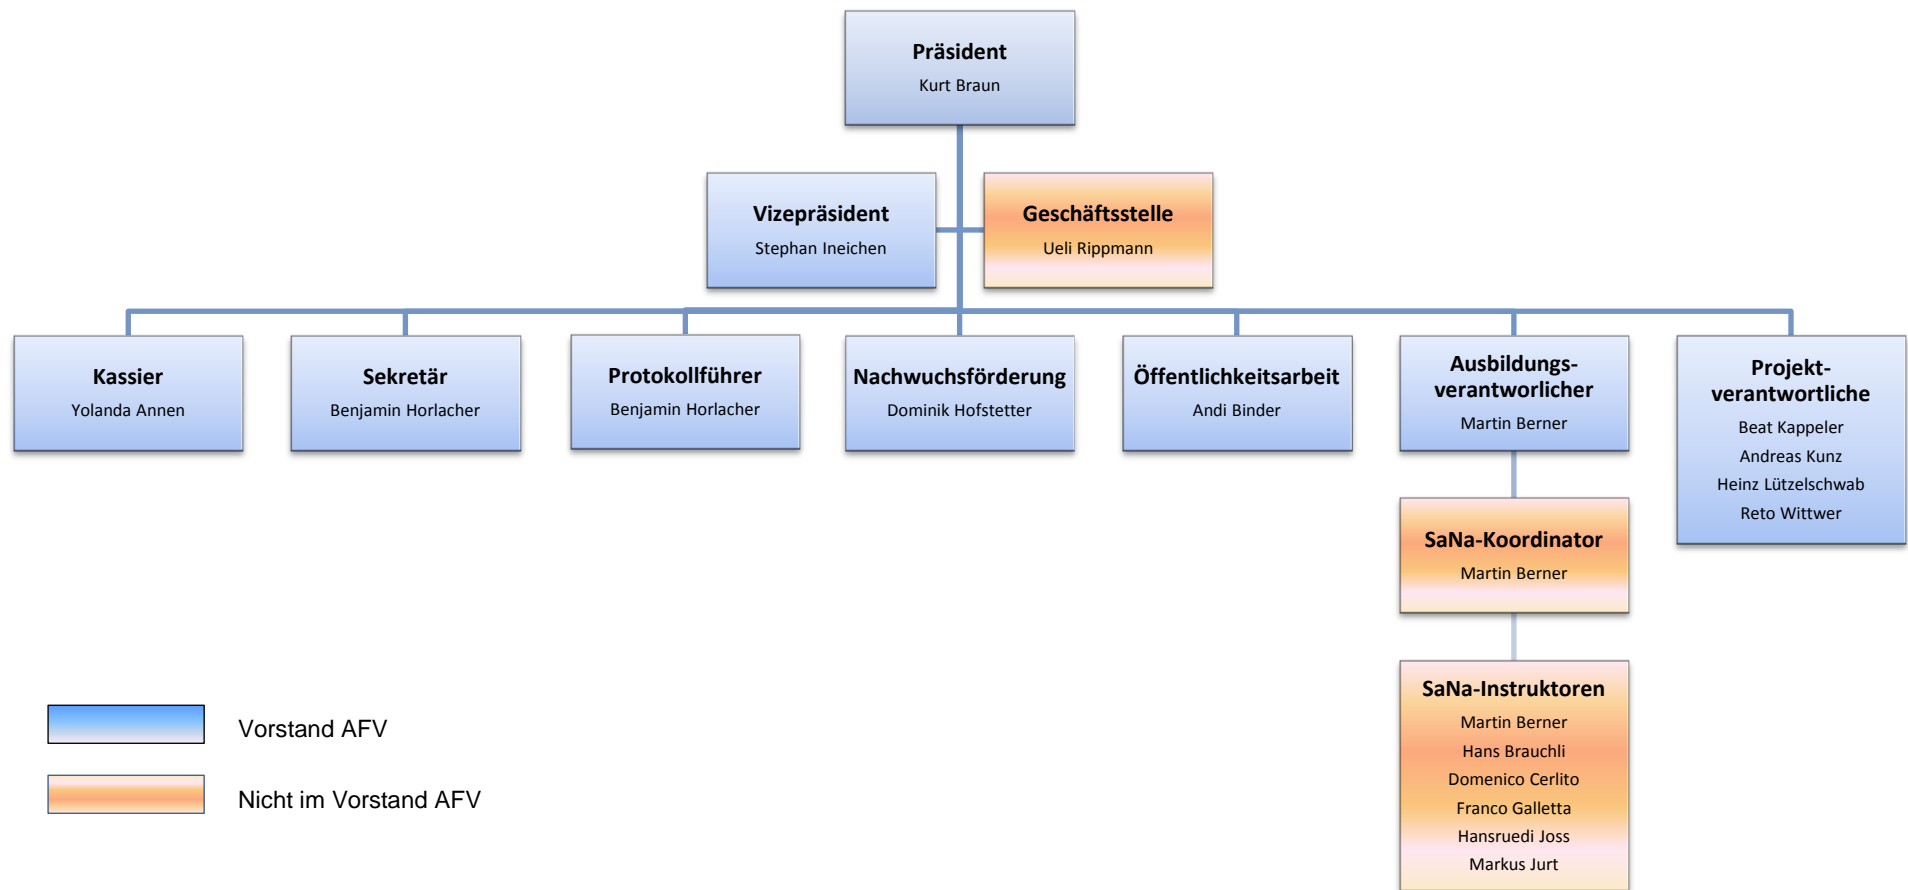 Präsident
Kurt Braun
Vizepräsident
Stephan Ineichen
Geschäftsstelle
Ueli Rippmann
Kassier
Yolanda Annen
Sekretär
Benjamin Horlacher
Protokollführer
Benjamin Horlacher
Nachwuchsförderung
Dominik Hofstetter
Öffentlichkeitsarbeit
Andi Binder
Ausbildungs-
verantworlicher
Martin Berner
Projekt-
verantwortliche
Beat Kappeler
Andreas Kunz
Heinz Lützelschwab
Reto Wittwer
SaNa-Koordinator
Martin Berner
SaNa-Instruktoren
Martin Berner
Hans Brauchli
Domenico Cerlito
Franco Galletta
Hansruedi Joss
Markus Jurt
Vorstand AFV
Nicht im Vorstand AFV